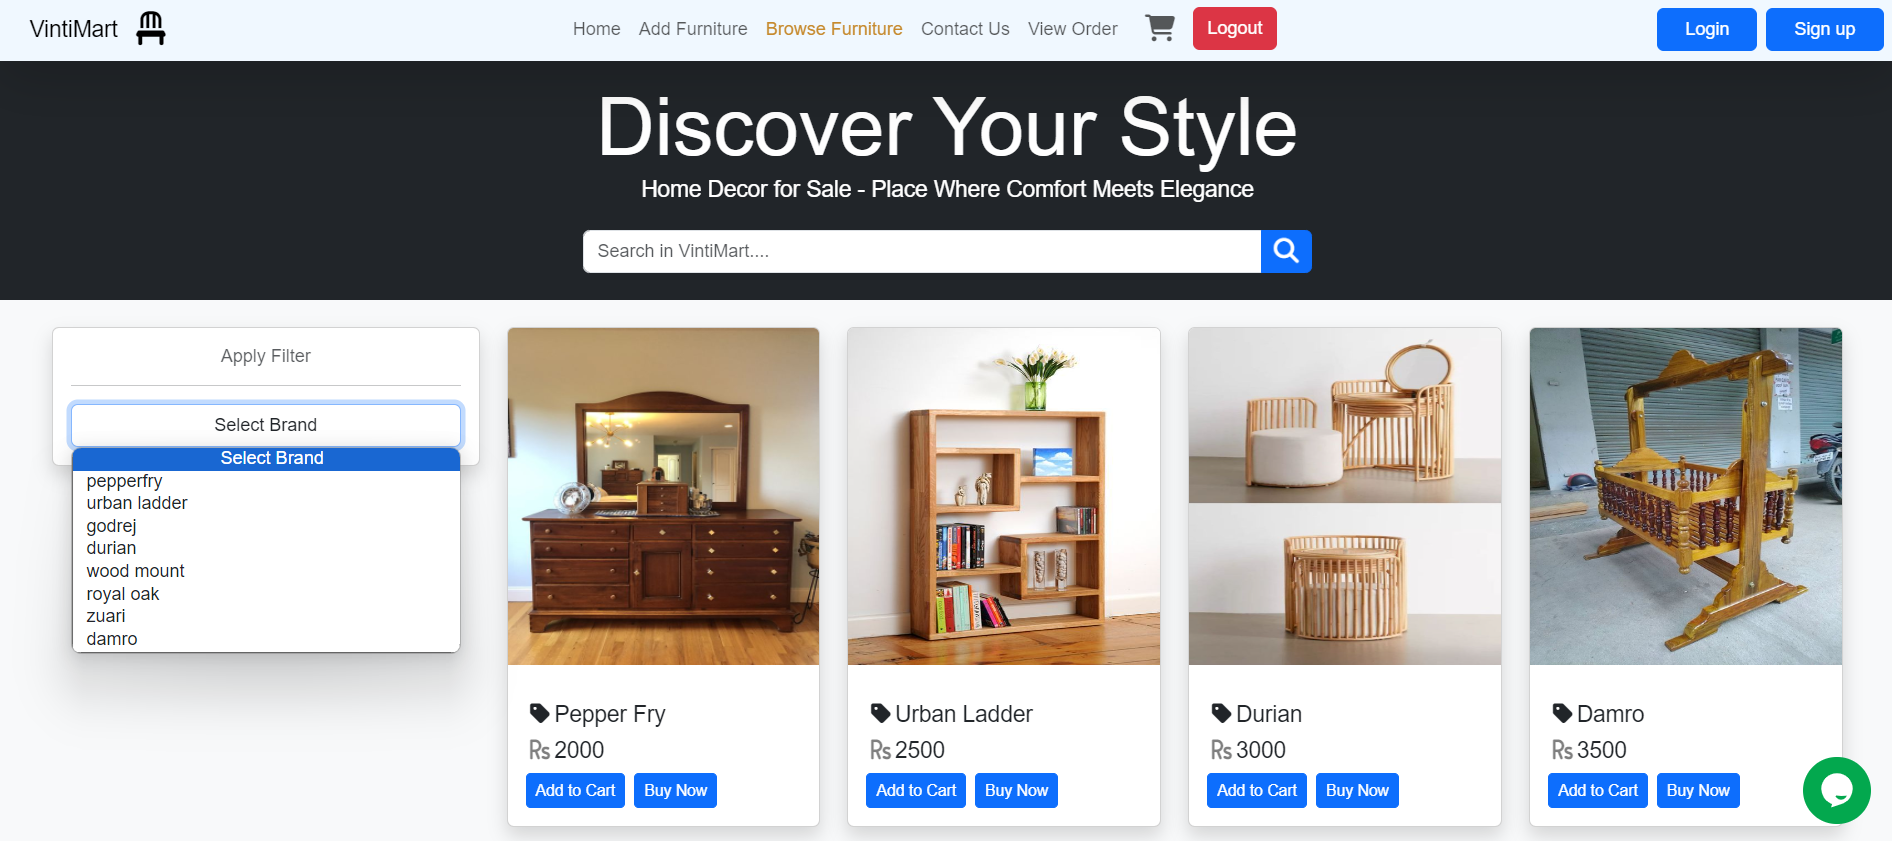 VintiMart
Home Add Furniture Browse Furniture Contact Us View Order Logout
Login Sign up
Discover Your Style
Home Decor for Sale - Place Where Comfort Meets Elegance
Search in VintiMart....
Apply Filter
Select Brand
Select Brand
pepperfry
urban ladder
godrej
durian
wood mount
royal oak
zuari
damro
Pepper Fry
Rs 2000
Add to Cart Buy Now
Urban Ladder
Rs 2500
Add to Cart Buy Now
Durian
Rs 3000
Add to Cart Buy Now
Damro
Rs 3500
Add to Cart Buy Now